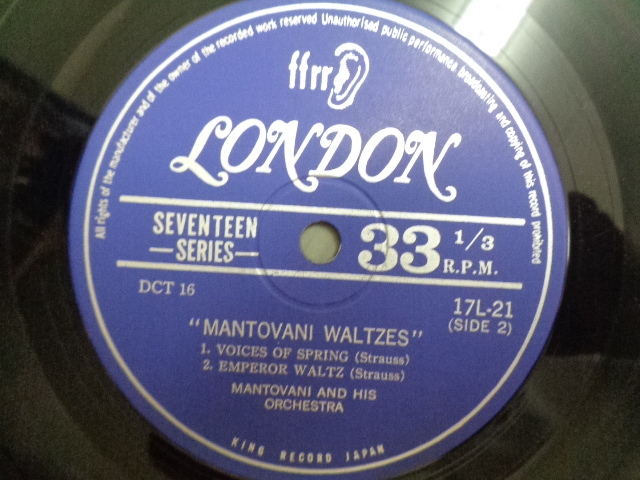 All rights of the manufacturer and of the owner of the recorded work reserved Unauthorised public performance broadcasting and copying of this record prohibited
ffrr
LONDON
SEVENTEEN
—SERIES—
33 1/3
R.P.M.
DCT 16
17L-21
(SIDE 2)
"MANTOVANI WALTZES"
1. VOICES OF SPRING (Strauss)
2. EMPEROR WALTZ (Strauss)
MANTOVANI AND HIS
ORCHESTRA
KING RECORD JAPAN